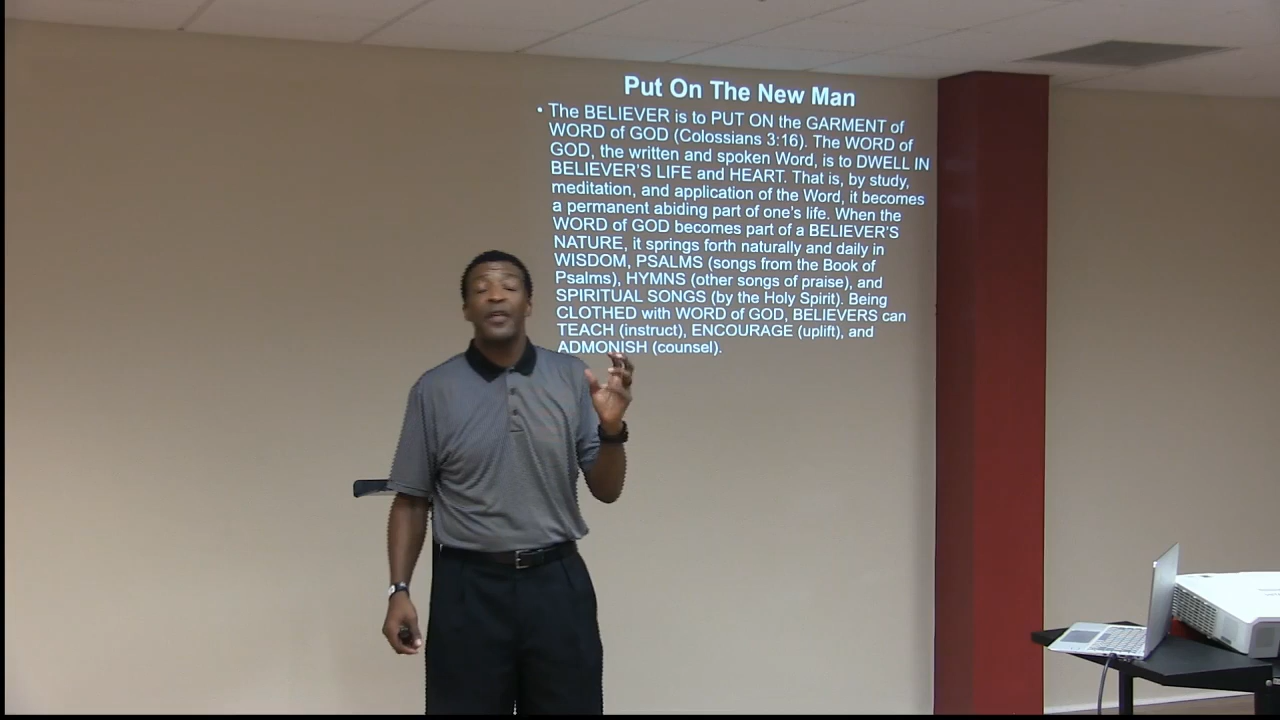 Put On The New Man
• The BELIEVER is to PUT ON the GARMENT of
WORD of GOD (Colossians 3:16). The WORD of
GOD, the written and spoken Word, is to DWELL IN
BELIEVER'S LIFE and HEART. That is, by study,
meditation, and application of the Word, it becomes
a permanent abiding part of one's life. When the
WORD of GOD becomes part of a BELIEVER'S
NATURE, it springs forth naturally and daily in
WISDOM, PSALMS (songs from the Book of
Psalms), HYMNS (other songs of praise), and
SPIRITUAL SONGS (by the Holy Spirit). Being
CLOTHED with WORD of GOD, BELIEVERS can
TEACH (instruct), ENCOURAGE (uplift), and
ADMONISH (counsel).